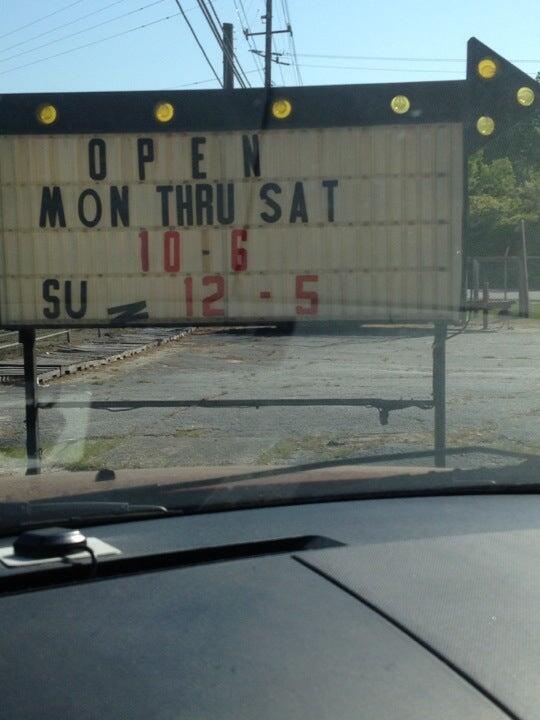 OPEN
MON THRU SAT
10 - 6
SUN 12 - 5